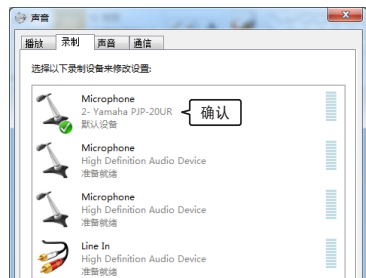 声音
播放 录制 声音 通信
选择以下录制设备来修改设置:
Microphone
2- Yamaha PJP-20UR
默认设备
确认
Microphone
High Definition Audio Device
准备就绪
Microphone
High Definition Audio Device
准备就绪
Line In
High Definition Audio Device
准备就绪